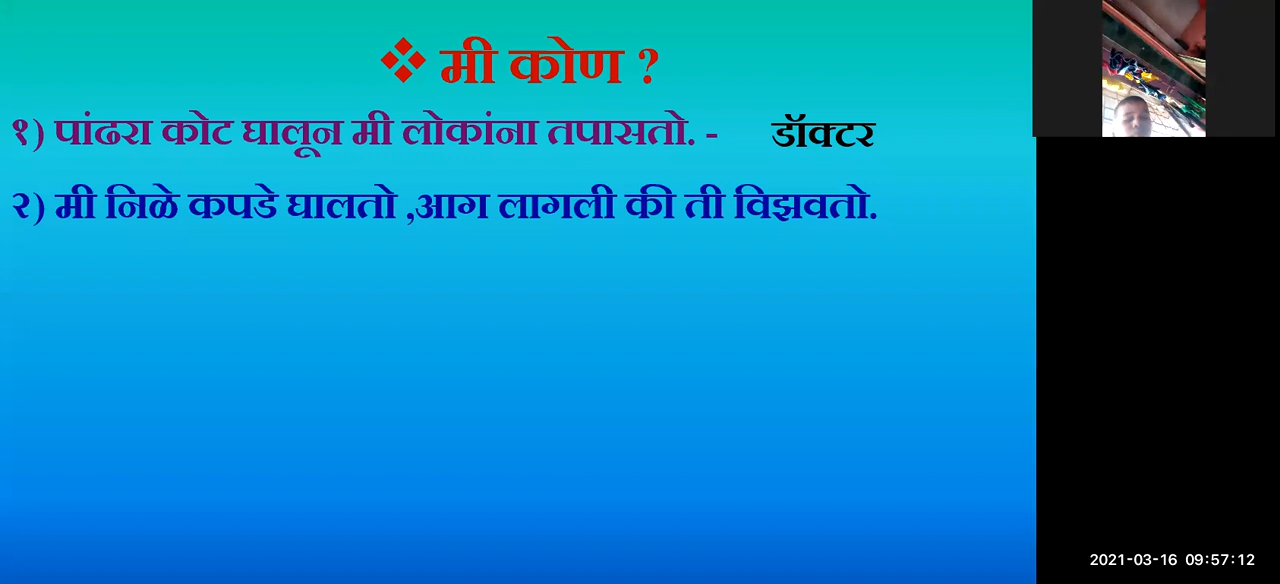 ❖ मी कोण ?
१) पांढरा कोट घालून मी लोकांना तपासतो. - डॉक्टर
२) मी निळे कपडे घालतो ,आग लागली की ती विझवतो.
2021-03-16 09:57:12